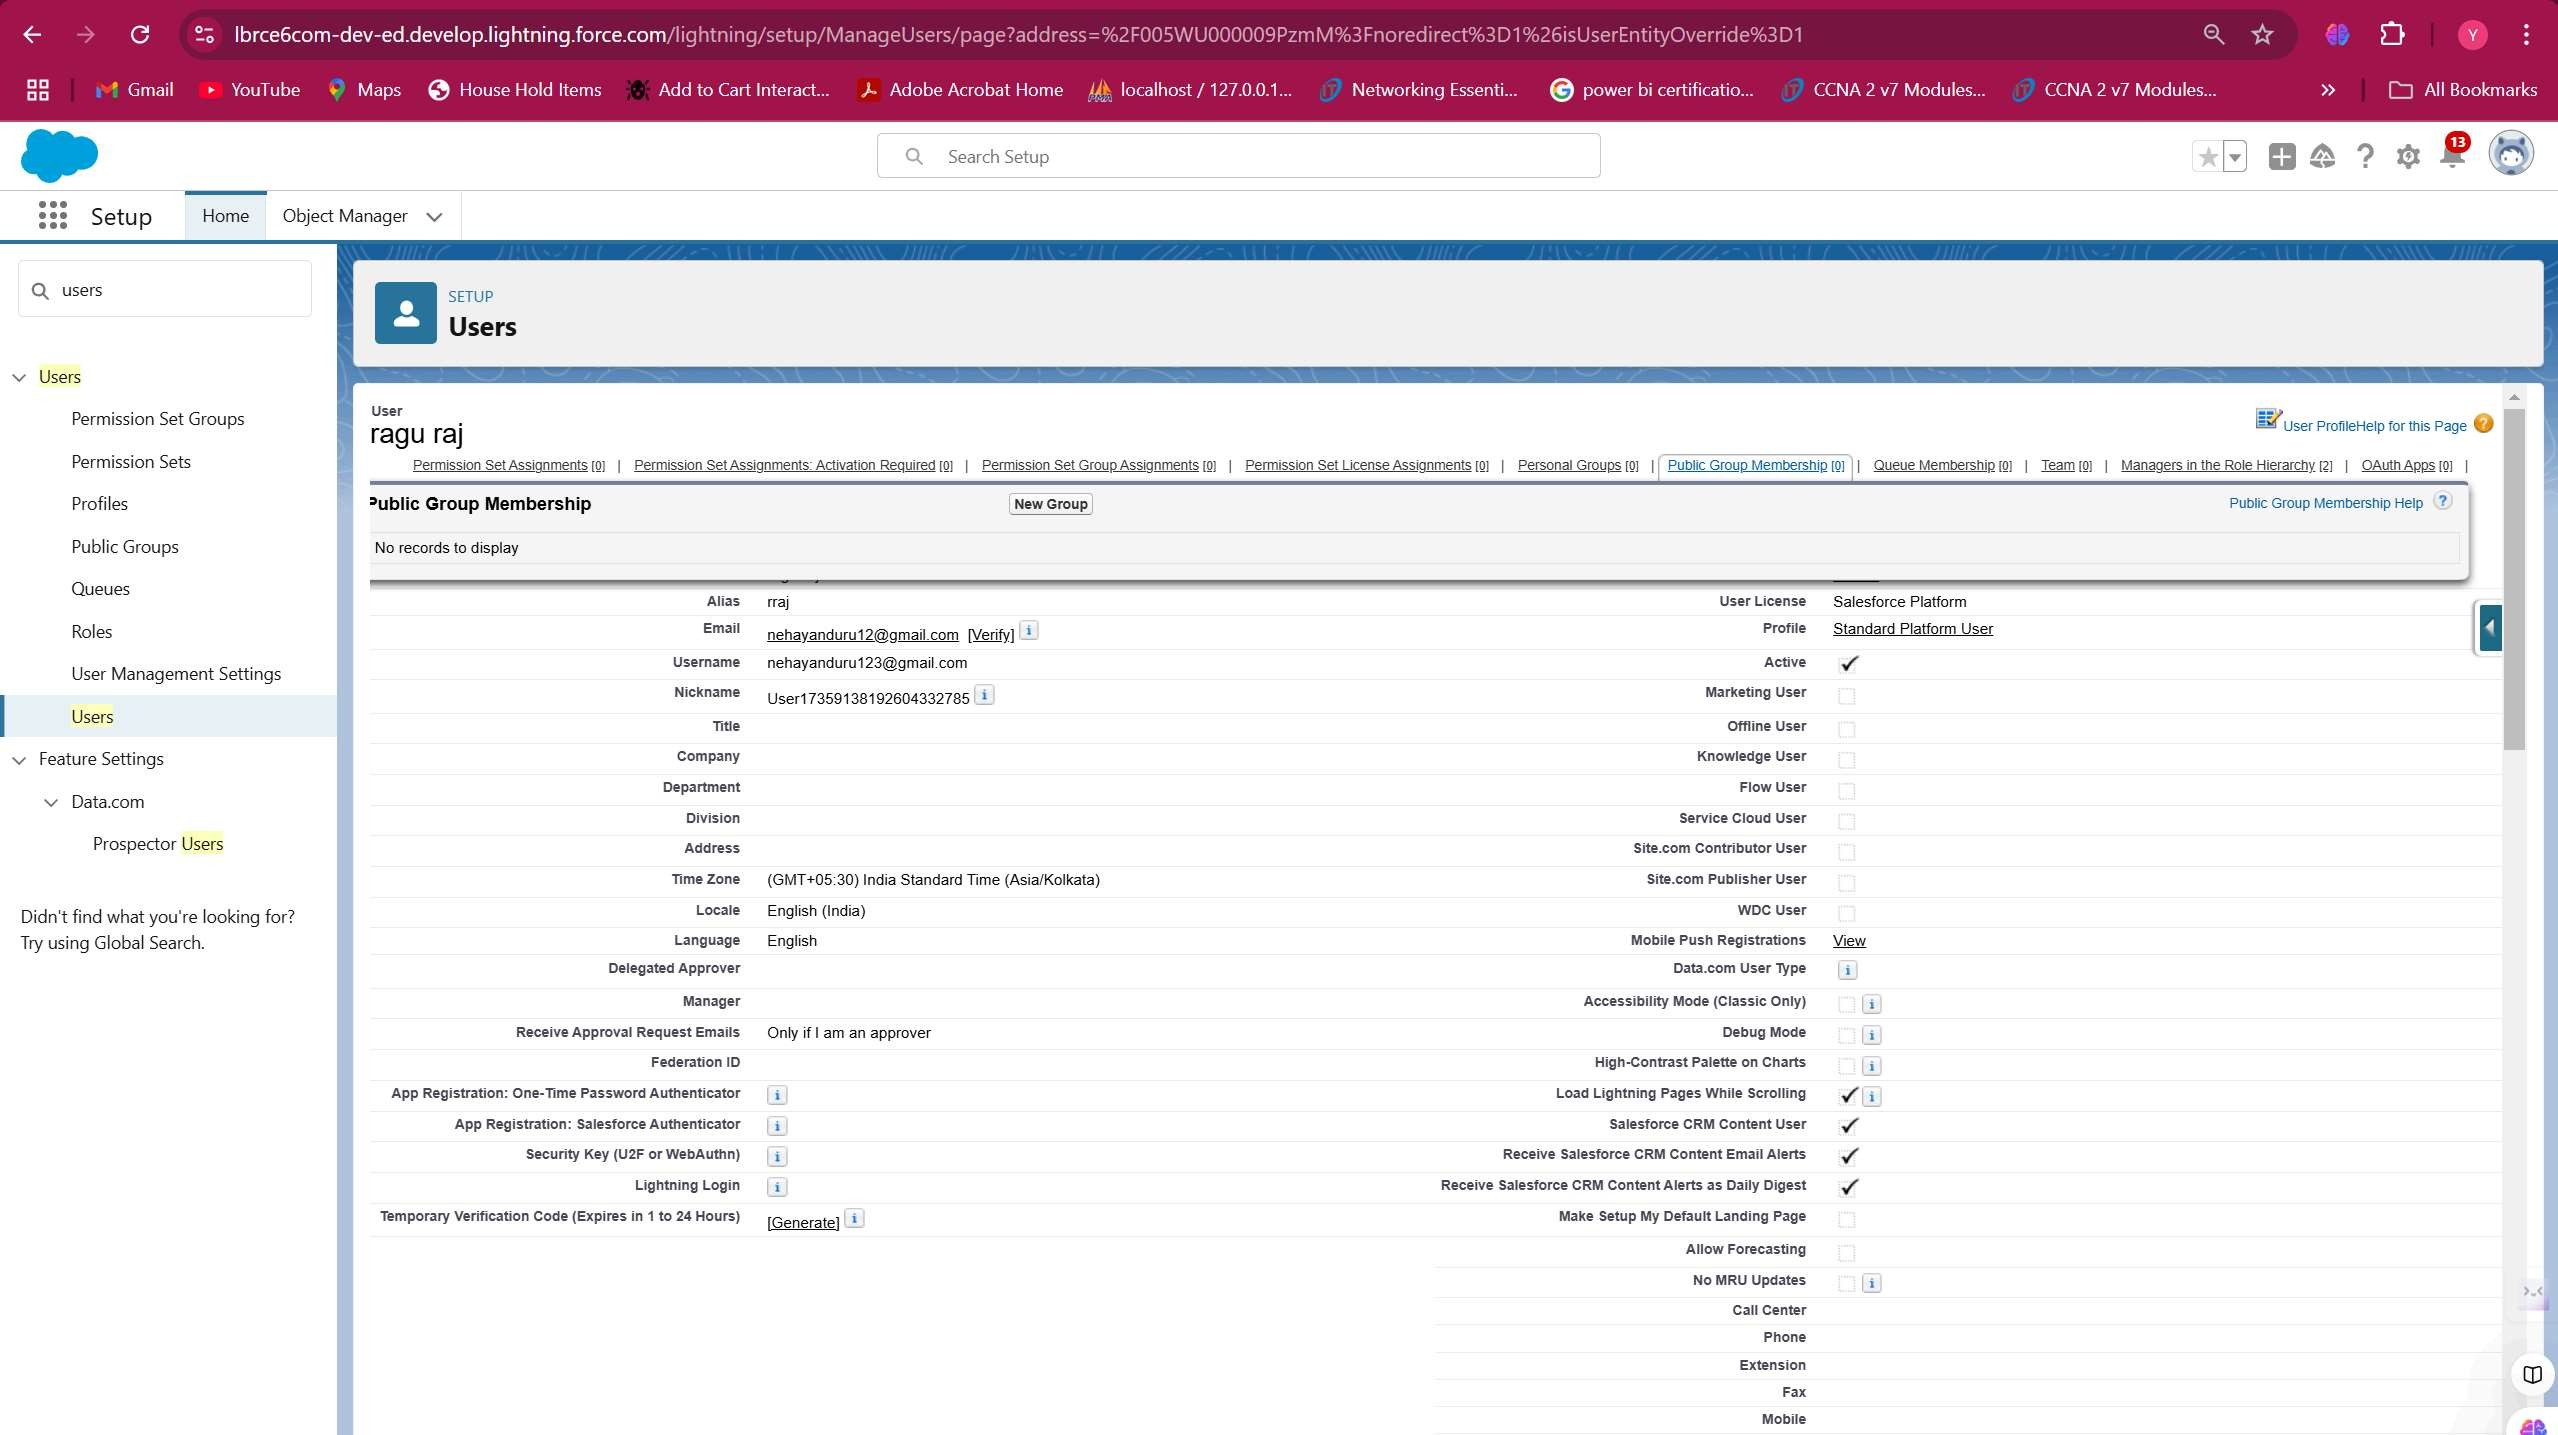 lbrce6com-dev-ed.develop.lightning.force.com/lightning/setup/ManageUsers/page?address=%2F005WU000009PzmM%3Fnoredirect%3D1%26isUserEntityOverride%3D1
Y
Gmail YouTube Maps House Hold Items Add to Cart Interact... Adobe Acrobat Home localhost / 127.0.0.1... Networking Essenti... power bi certificatio... CCNA 2 v7 Modules... CCNA 2 v7 Modules... » All Bookmarks
Search Setup
13
Setup Home Object Manager
users
Users
Permission Set Groups
Permission Sets
Profiles
Public Groups
Queues
Roles
User Management Settings
Users
Feature Settings
Data.com
Prospector Users
Didn't find what you're looking for?
Try using Global Search.
SETUP
Users
User
ragu raj
User Profile Help for this Page
Permission Set Assignments [0] | Permission Set Assignments: Activation Required [0] | Permission Set Group Assignments [0] | Permission Set License Assignments [0] | Personal Groups [0] | Public Group Membership [0] | Queue Membership [0] | Team [0] | Managers in the Role Hierarchy [2] | OAuth Apps [0] |
Public Group Membership New Group Public Group Membership Help ?
No records to display
Alias rraj User License Salesforce Platform
Email nehayanduru12@gmail.com [Verify] i Profile Standard Platform User
Username nehayanduru123@gmail.com Active
Nickname User17359138192604332785 i Marketing User
Title Offline User
Company Knowledge User
Department Flow User
Division Service Cloud User
Address Site.com Contributor User
Time Zone (GMT+05:30) India Standard Time (Asia/Kolkata) Site.com Publisher User
Locale English (India) WDC User
Language English Mobile Push Registrations View
Delegated Approver Data.com User Type i
Manager Accessibility Mode (Classic Only) i
Receive Approval Request Emails Only if I am an approver Debug Mode i
Federation ID High-Contrast Palette on Charts i
App Registration: One-Time Password Authenticator i Load Lightning Pages While Scrolling i
App Registration: Salesforce Authenticator i Salesforce CRM Content User
Security Key (U2F or WebAuthn) i Receive Salesforce CRM Content Email Alerts
Lightning Login i Receive Salesforce CRM Content Alerts as Daily Digest
Temporary Verification Code (Expires in 1 to 24 Hours) [Generate] i Make Setup My Default Landing Page
Allow Forecasting
No MRU Updates i
Call Center
Phone
Extension
Fax
Mobile